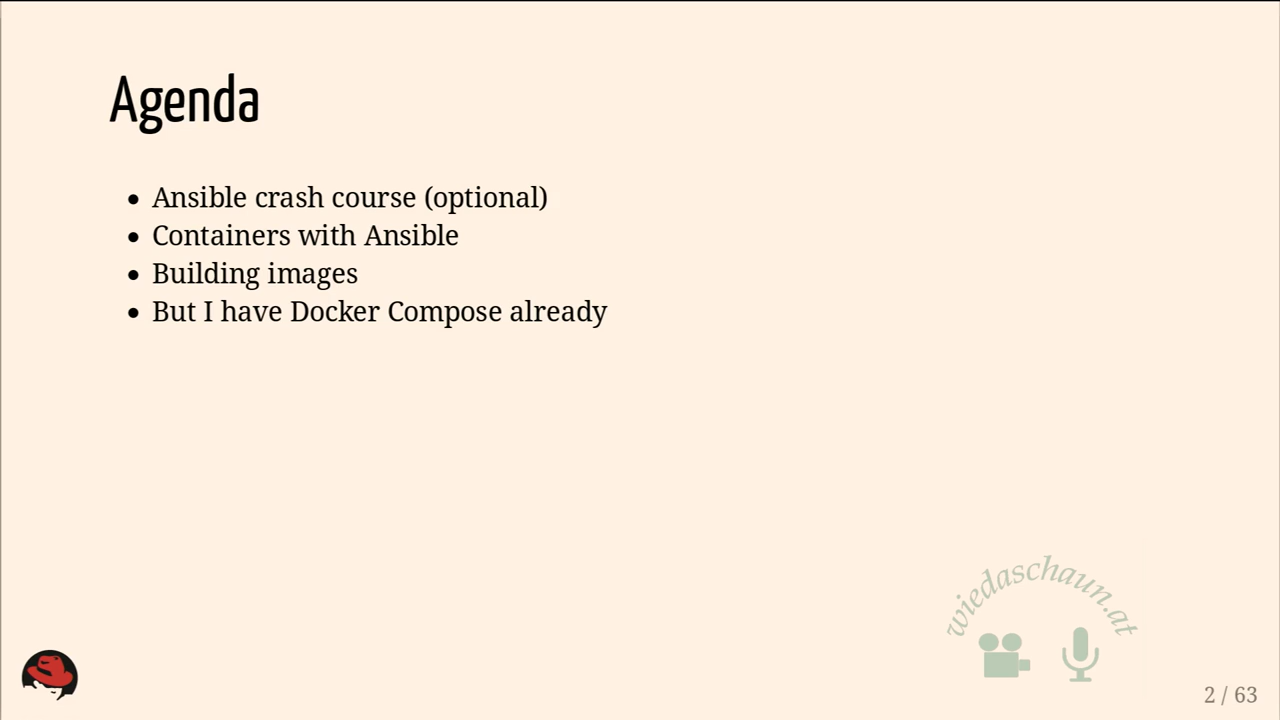 Agenda
Ansible crash course (optional)
Containers with Ansible
Building images
But I have Docker Compose already
wiedaschaun.at
2 / 63